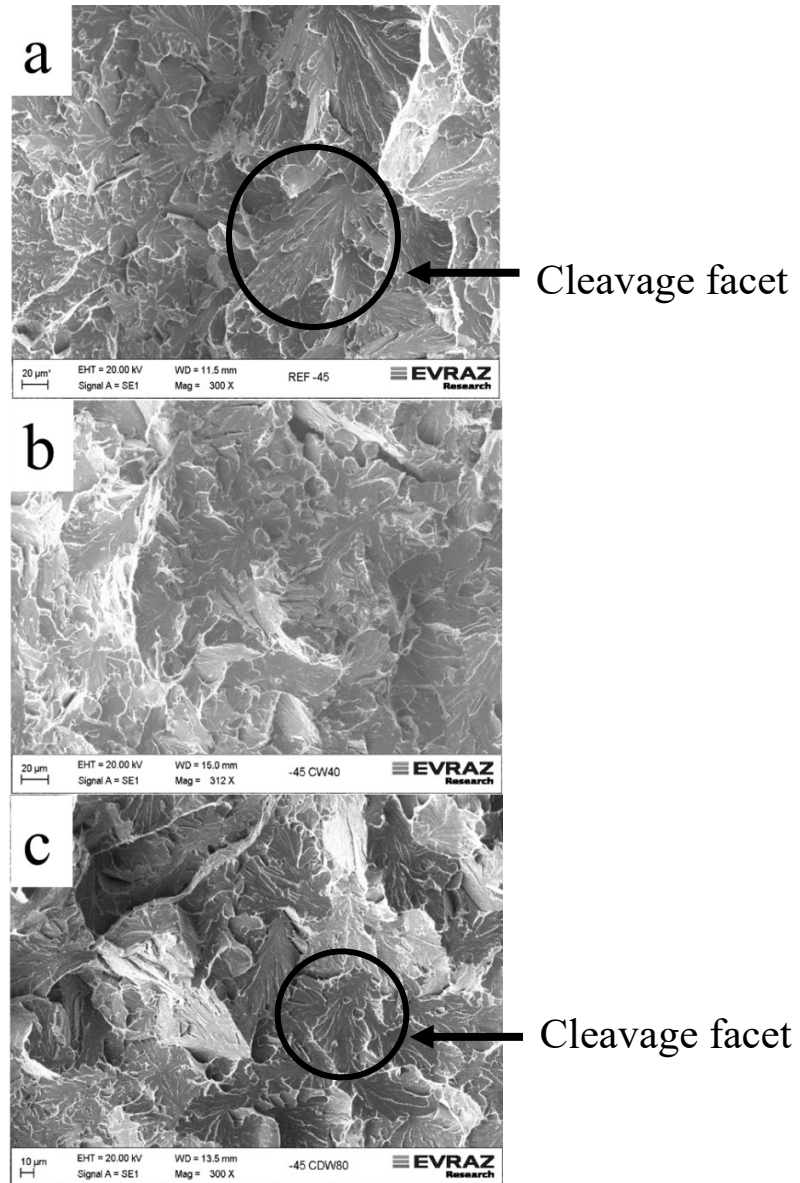 a
Cleavage facet
20 µm*
EHT = 20.00 kV
WD = 11.5 mm
Signal A = SE1
Mag = 300 X
REF -45
EVRAZ
Research
b
20 µm
EHT = 20.00 kV
WD = 15.0 mm
Signal A = SE1
Mag = 312 X
-45 CW40
EVRAZ
Research
c
Cleavage facet
10 µm
EHT = 20.00 kV
WD = 13.5 mm
Signal A = SE1
Mag = 300 X
-45 CDW80
EVRAZ
Research